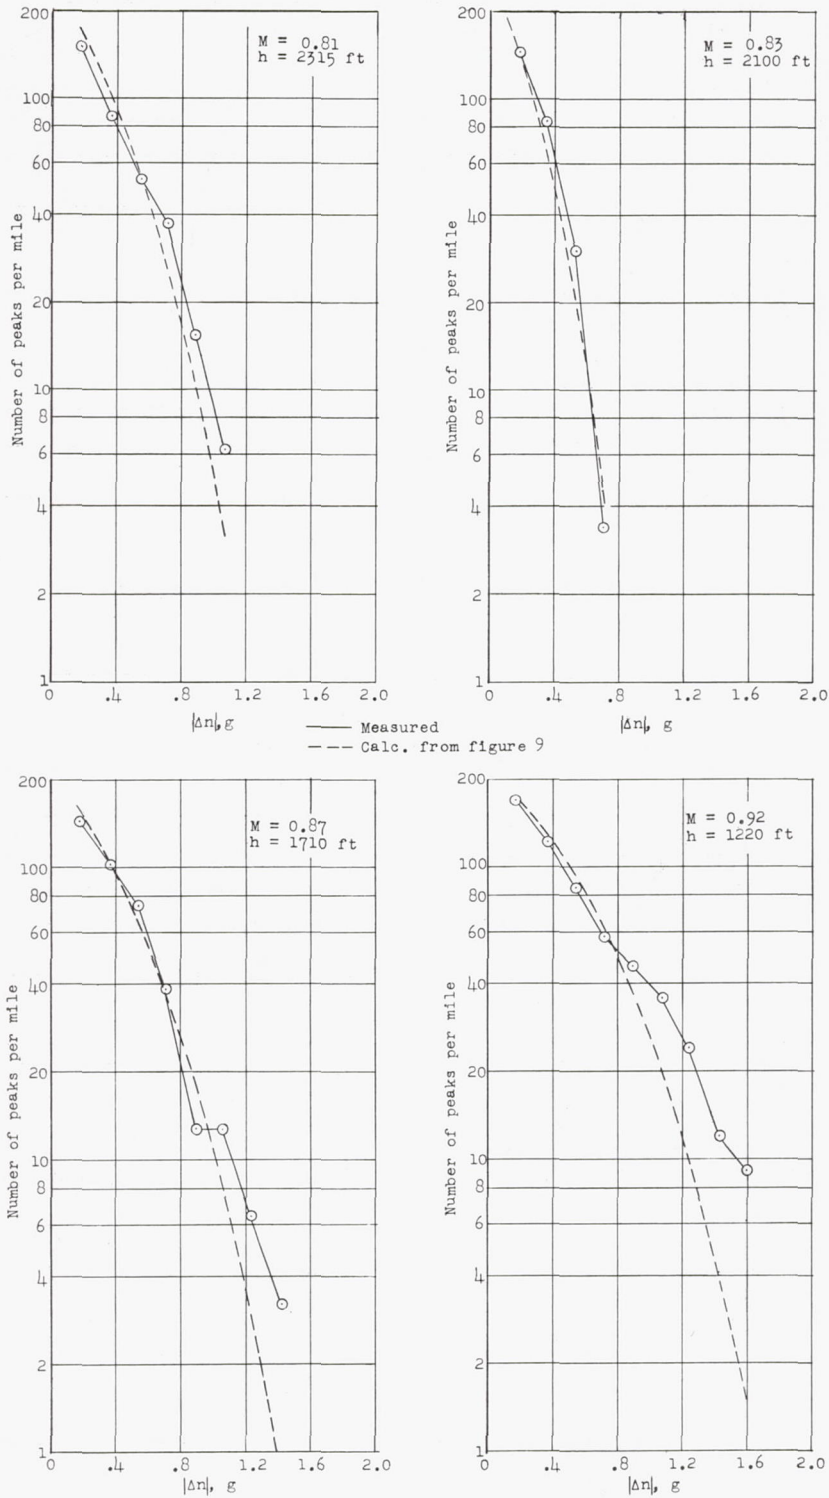 200
100
80
60
40
20
10
8
6
4
2
1
Number of peaks per mile
M = 0.81
h = 2315 ft
0 .4 .8 1.2 1.6 2.0
|Δn|, g
200
100
80
60
40
20
10
8
6
4
2
1
Number of peaks per mile
M = 0.83
h = 2100 ft
0 .4 .8 1.2 1.6 2.0
|Δn|, g
Measured
Calc. from figure 9
200
100
80
60
40
20
10
8
6
4
2
1
Number of peaks per mile
M = 0.87
h = 1710 ft
0 .4 .8 1.2 1.6 2.0
|Δn|, g
200
100
80
60
40
20
10
8
6
4
2
1
Number of peaks per mile
M = 0.92
h = 1220 ft
0 .4 .8 1.2 1.6 2.0
|Δn|, g